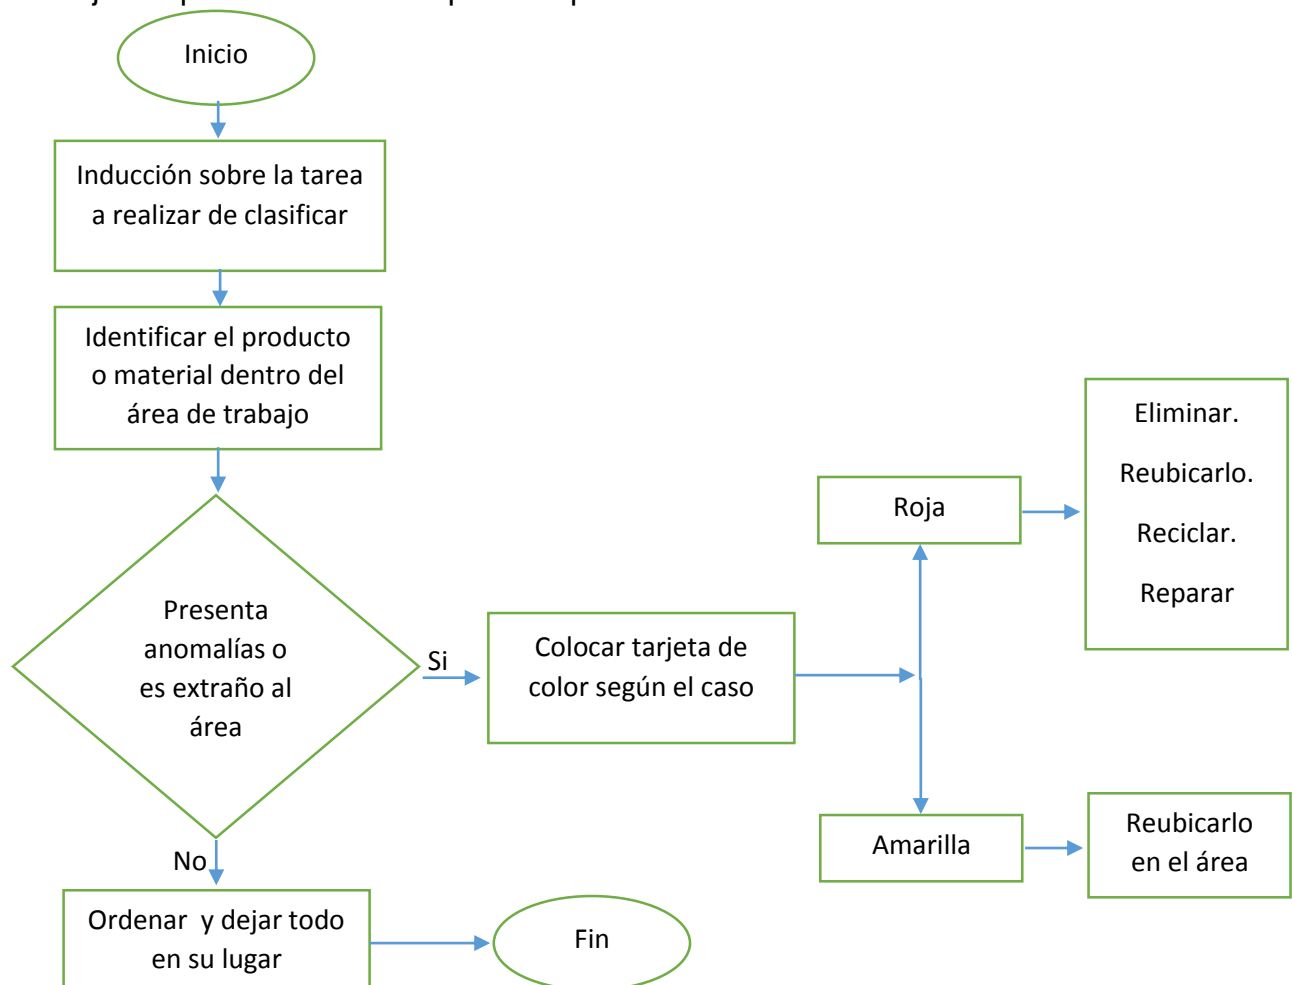 Inicio
Inducción sobre la tarea
a realizar de clasificar
Identificar el producto
o material dentro del
área de trabajo
Presenta
anomalías o
es extraño al
área
Si
Colocar tarjeta de
color según el caso
Roja
Eliminar.
Reubicarlo.
Reciclar.
Reparar
Amarilla
Reubicarlo
en el área
No
Ordenar y dejar todo
en su lugar
Fin